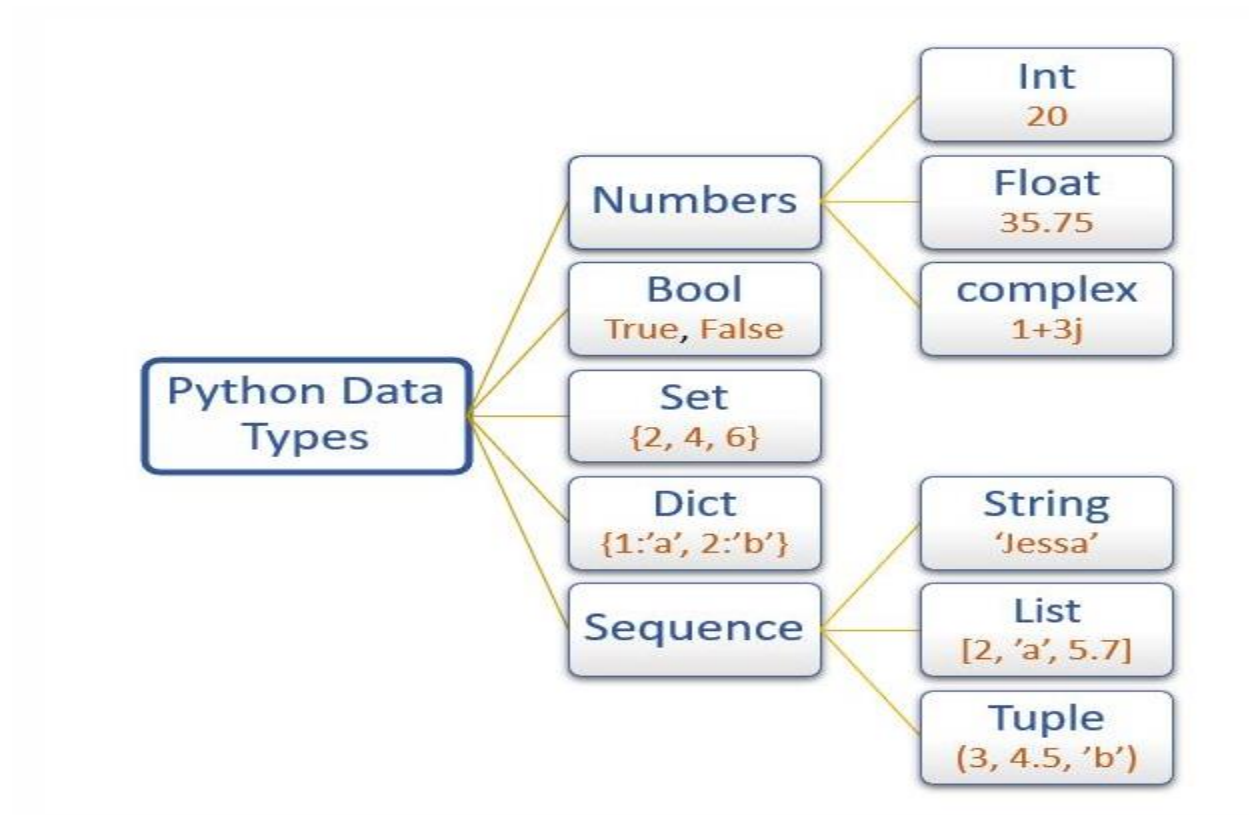 Python Data
Types
Numbers
Int
20
Float
35.75
complex
1+3j
Bool
True, False
Set
{2, 4, 6}
Dict
{1:’a’, 2:’b’}
Sequence
String
‘Jessa’
List
[2, ’a’, 5.7]
Tuple
(3, 4.5, ’b’)